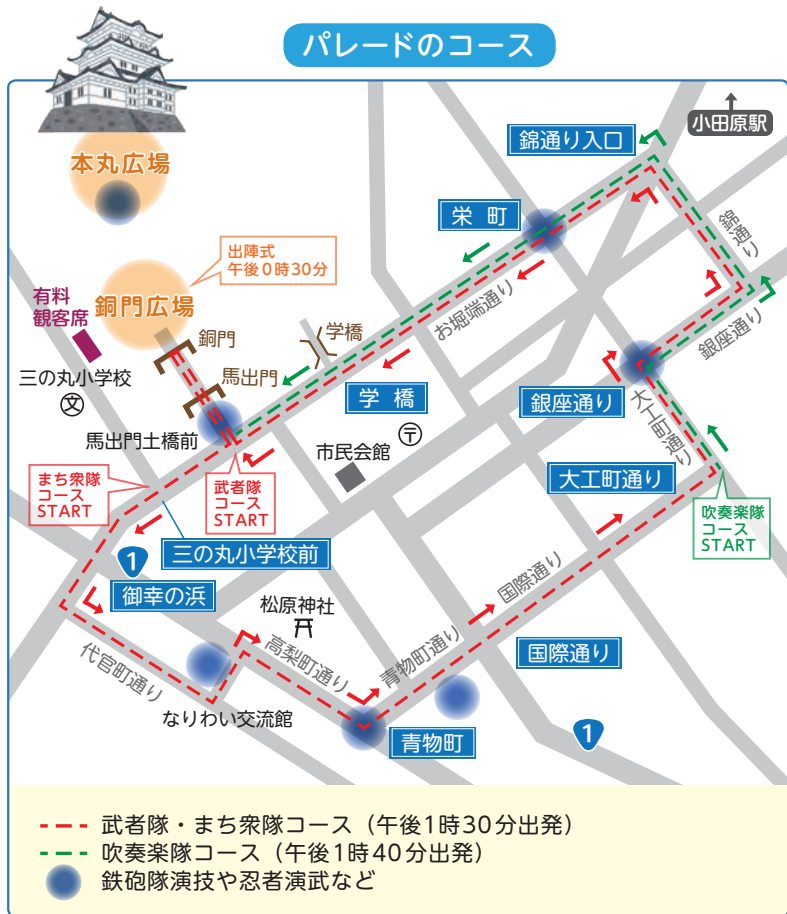 パレードのコース
小田原駅
本丸広場
錦通り入口
栄町
錦通り
出陣式
午後0時30分
銅門広場
有料
観客席
お堀端通り
銀座通り
銅門
学橋
三の丸小学校
文
馬出門
学橋
〒
銀座通り
大工町通り
馬出門土橋前
市民会館
大工町通り
まち衆隊
コース
START
武者隊
コース
START
吹奏楽隊
コース
START
三の丸小学校前
1
御幸の浜
松原神社
国際通り
代官町通り
高梨町通り
青物町通り
国際通り
なりわい交流館
青物町
1
武者隊・まち衆隊コース(午後1時30分出発)
吹奏楽隊コース(午後1時40分出発)
鉄砲隊演技や忍者演武など